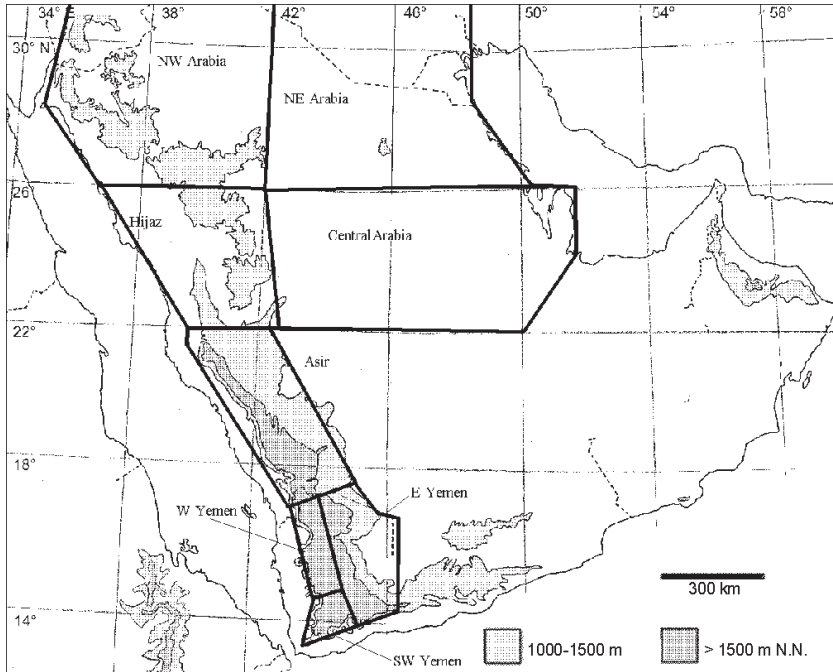 34°
42
30° N
38°
46°
50°
54°
58°
NW Arabia
NE Arabia
26°
Hijaz
Central Arabia
22°
Asir
18°
E Yemen
W Yemen
300 km
14°
1000-1500 m
> 1500 m N.N.
SW Yemen